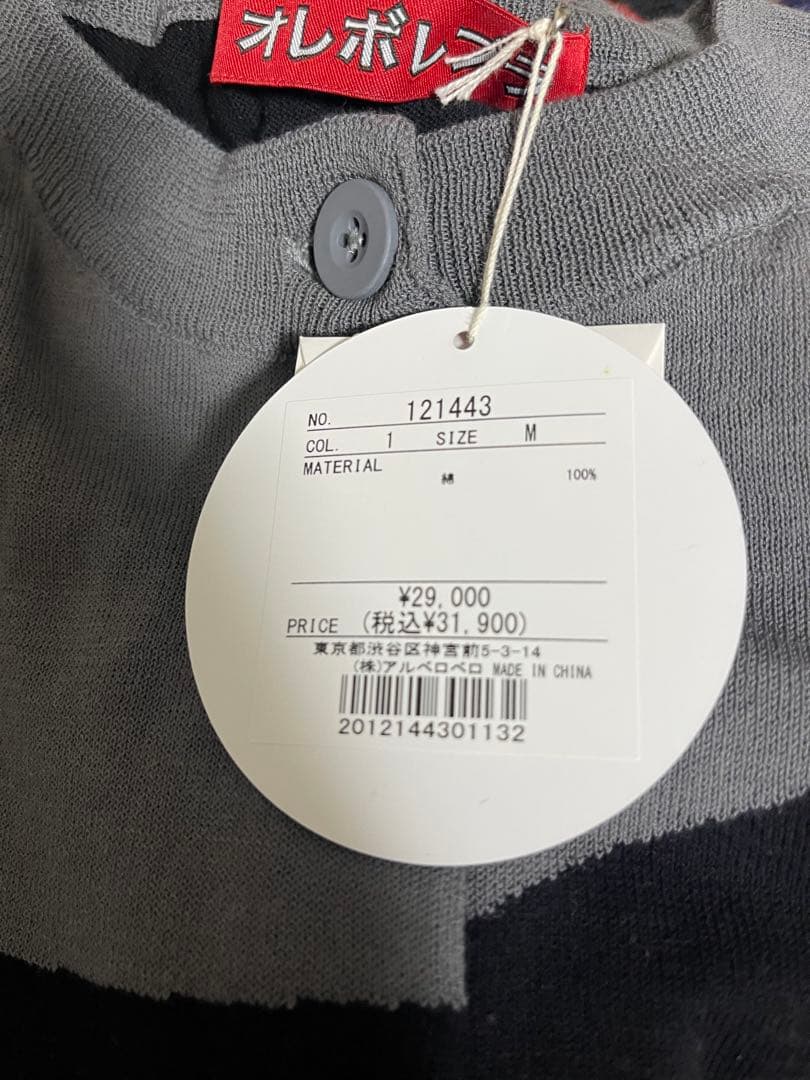 オレボレブラ
NO. 121443
COL. 1 SIZE M
MATERIAL
綿 100%
¥29,000
PRICE (税込¥31,900)
東京都渋谷区神宮前5-3-14
(株)アルベロベロ MADE IN CHINA
2012144301132